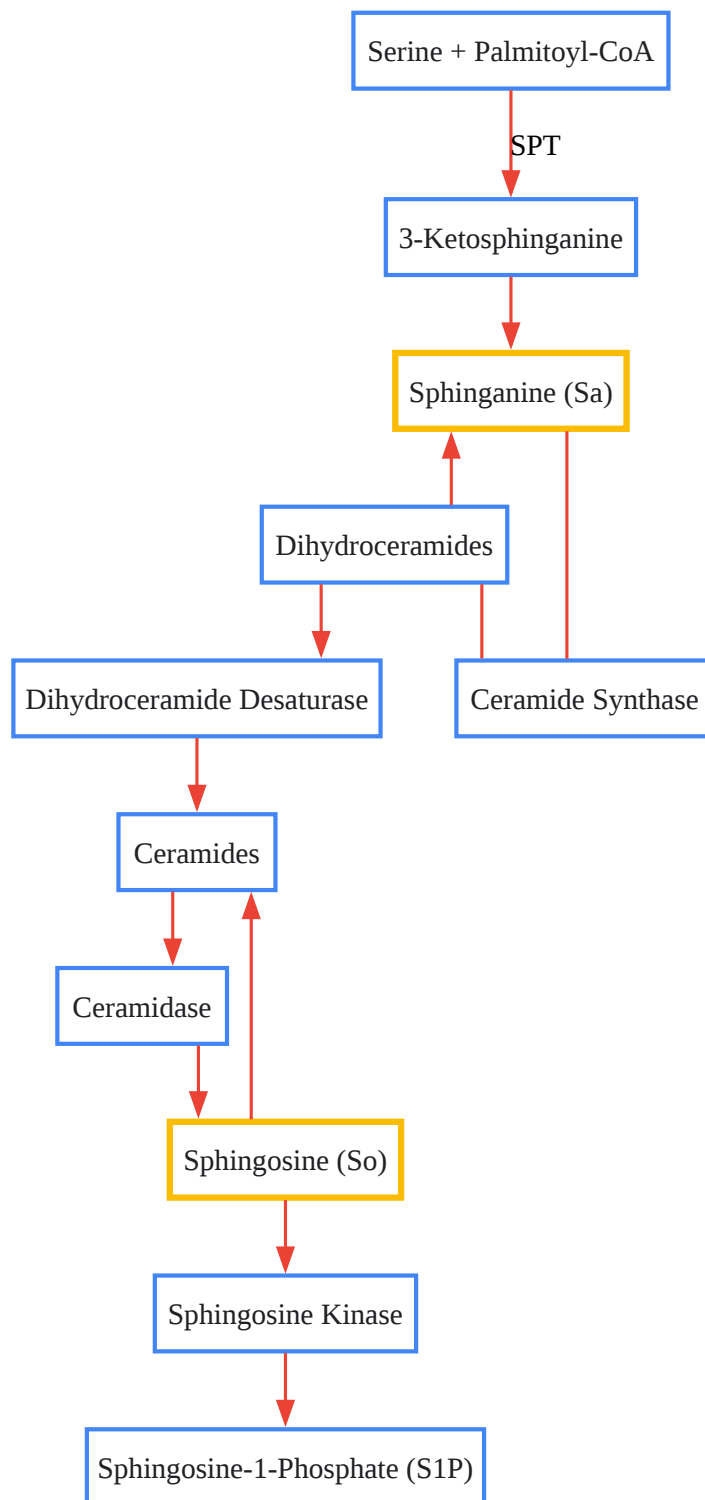 Serine + Palmitoyl-CoA
SPT
3-Ketosphinganine
Sphinganine (Sa)
Dihydroceramides
Dihydroceramide Desaturase
Ceramide Synthase
Ceramides
Ceramidase
Sphingosine (So)
Sphingosine Kinase
Sphingosine-1-Phosphate (S1P)